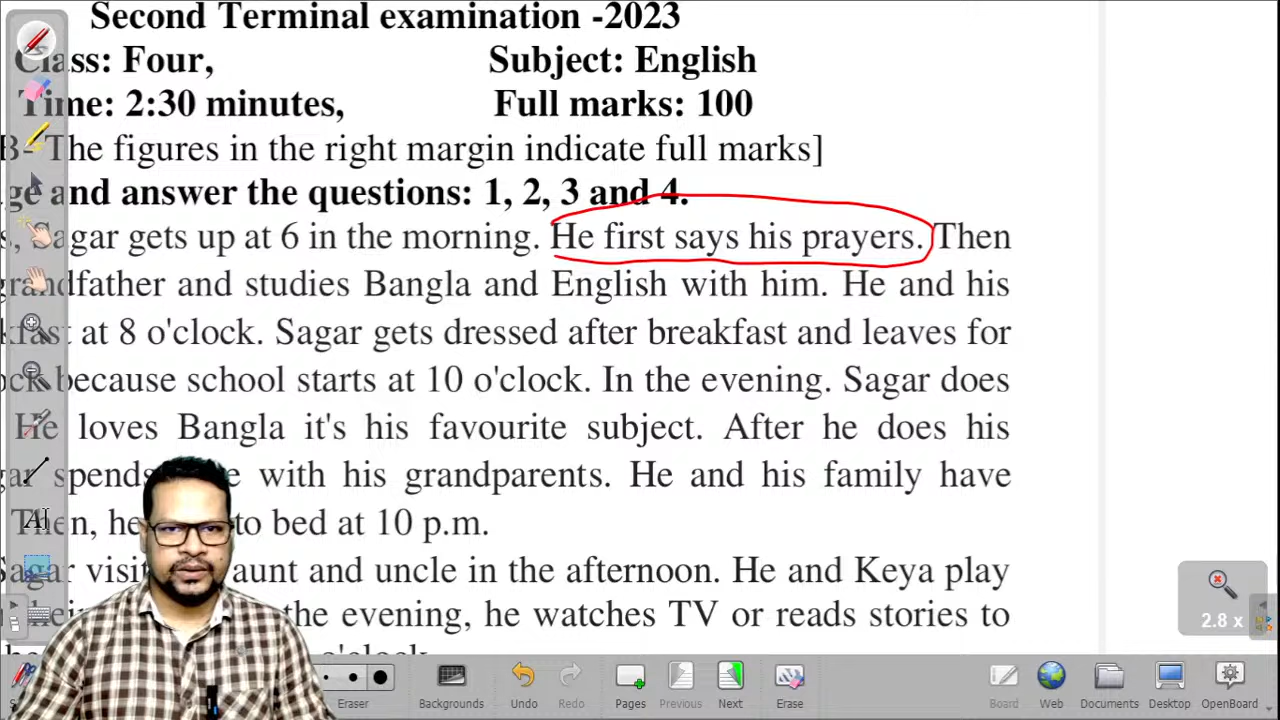 Second Terminal examination -2023
Class: Four, Subject: English
Time: 2:30 minutes, Full marks: 100
B- The figures in the right margin indicate full marks]
and answer the questions: 1, 2, 3 and 4.
Sagar gets up at 6 in the morning. He first says his prayers. Then
grandfather and studies Bangla and English with him. He and his
at 8 o'clock. Sagar gets dressed after breakfast and leaves for
because school starts at 10 o'clock. In the evening. Sagar does
He loves Bangla it's his favourite subject. After he does his
spends with his grandparents. He and his family have
Then, he to bed at 10 p.m.
Sagar aunt and uncle in the afternoon. He and Keya play
the evening, he watches TV or reads stories to
o'clock
2.8 x
Eraser
Backgrounds
Undo
Redo
Pages
Previous
Next
Erase
Board
Web
Documents
Desktop
OpenBoard